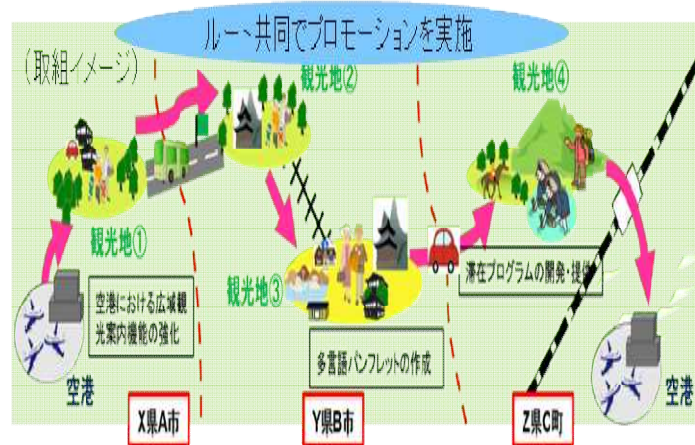 ルート共同でプロモーションを実施
(取組イメージ)
観光地①
観光地②
観光地③
観光地④
空港における広域観
光案内機能の強化
多言語パンフレットの作成
滞在プログラムの開発・提供
空港
空港
X県A市
Y県B市
Z県C町